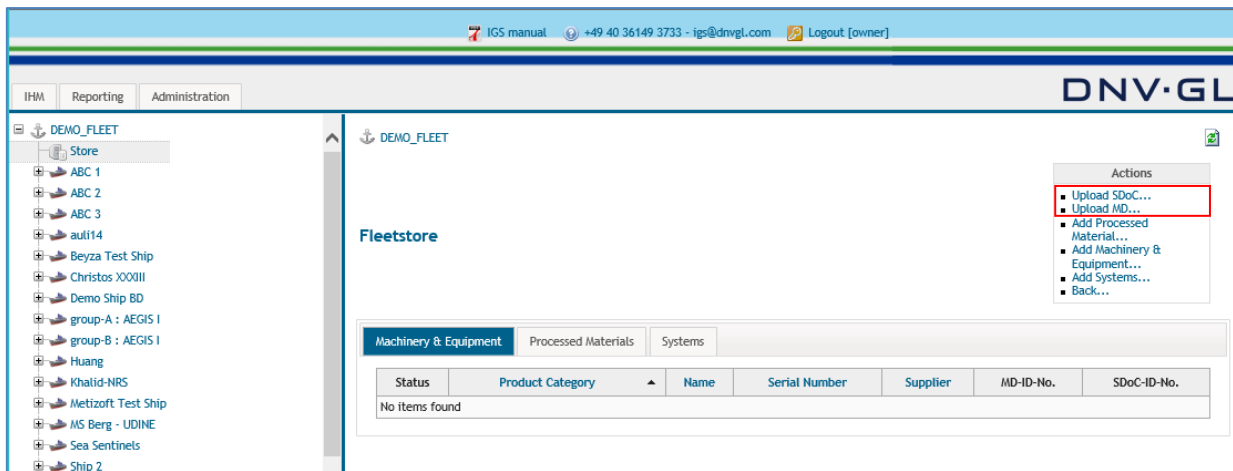 IGS manual +49 40 36149 3733 - igs@dnvgl.com Logout [owner]
IHM Reporting Administration
DNV·GL
DEMO_FLEET
Store
ABC 1
ABC 2
ABC 3
auli14
Beyza Test Ship
Christos XXXIII
Demo Ship BD
group-A : AEGIS I
group-B : AEGIS I
Huang
Khalid-NRS
Metizoft Test Ship
MS Berg - UDINE
Sea Sentinels
Ship 2
DEMO_FLEET
Actions
Upload SDoC...
Upload MD...
Add Processed
Material...
Add Machinery &
Equipment...
Add Systems...
Back...
Fleetstore
Machinery & Equipment Processed Materials Systems
Status Product Category Name Serial Number Supplier MD-ID-No. SDoC-ID-No.
No items found